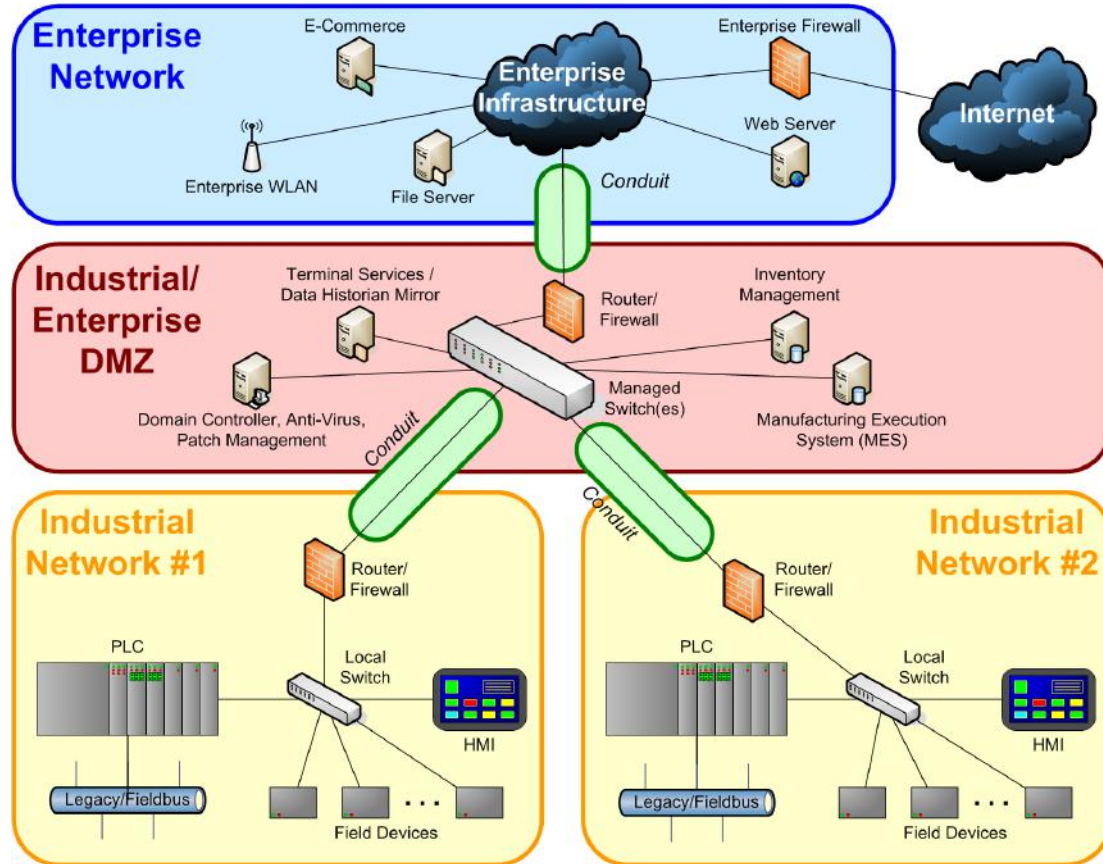 Enterprise
Network
E-Commerce
Enterprise Firewall
Enterprise
Infrastructure
Internet
Web Server
Enterprise WLAN
File Server
Conduit
Industrial/
Enterprise
DMZ
Terminal Services /
Data Historian Mirror
Router/
Firewall
Inventory
Management
Managed
Switch(es)
Domain Controller, Anti-Virus,
Patch Management
Manufacturing Execution
System (MES)
Conduit
Conduit
Industrial
Network #1
Router/
Firewall
PLC
Local
Switch
HMI
Legacy/Fieldbus
Field Devices
Industrial
Network #2
Router/
Firewall
PLC
Local
Switch
HMI
Legacy/Fieldbus
Field Devices